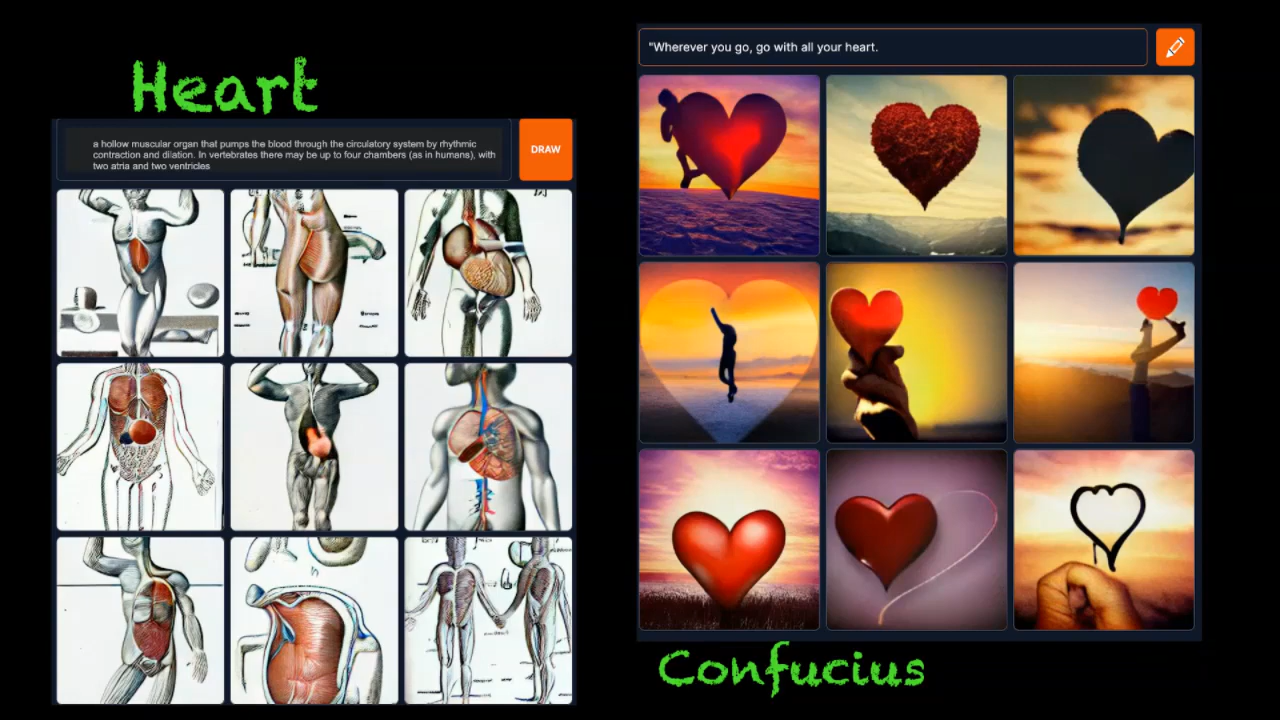 Heart
a hollow muscular organ that pumps the blood through the circulatory system by rhythmic
contraction and dilation. In vertebrates there may be up to four chambers (as in humans), with
two atria and two ventricles
DRAW
"Wherever you go, go with all your heart.
Confucius